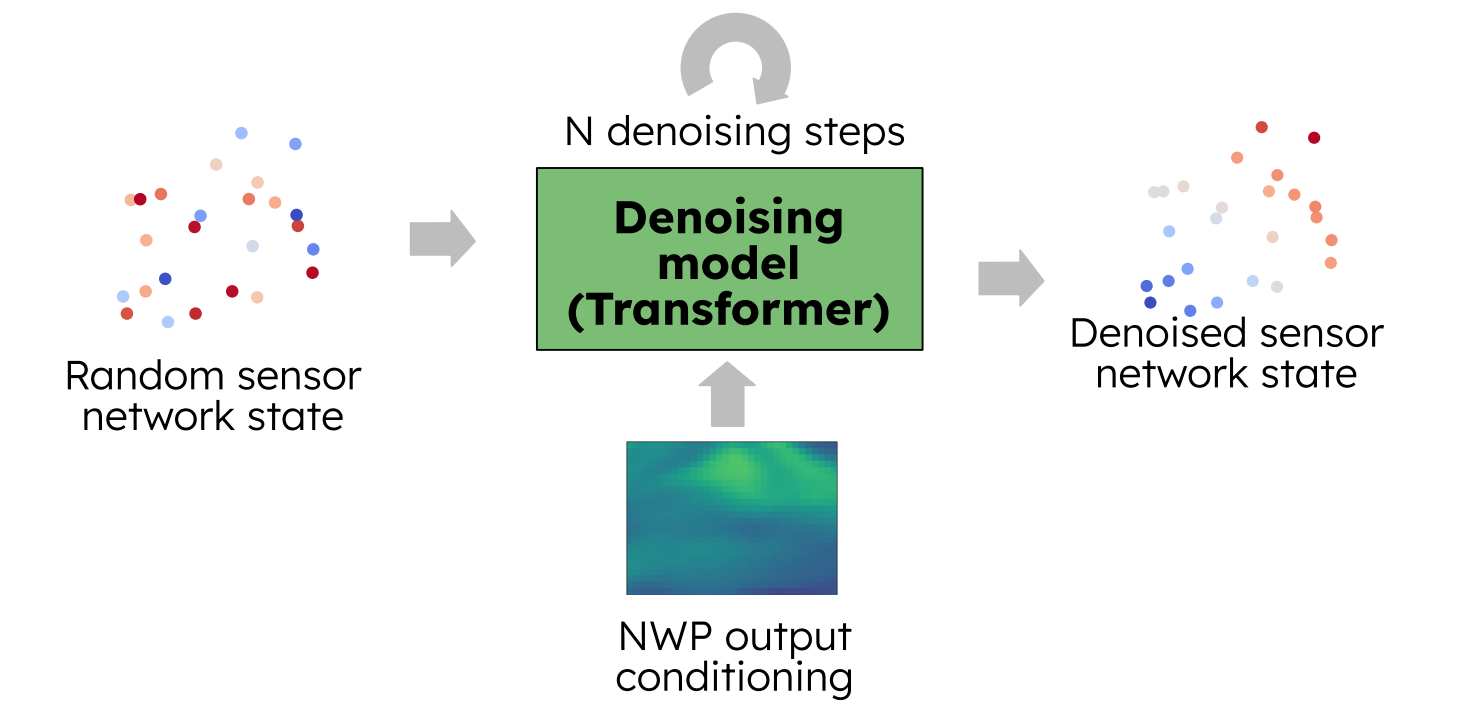 N denoising steps
Denoising
model
(Transformer)
Random sensor
network state
Denoised sensor
network state
NWP output
conditioning